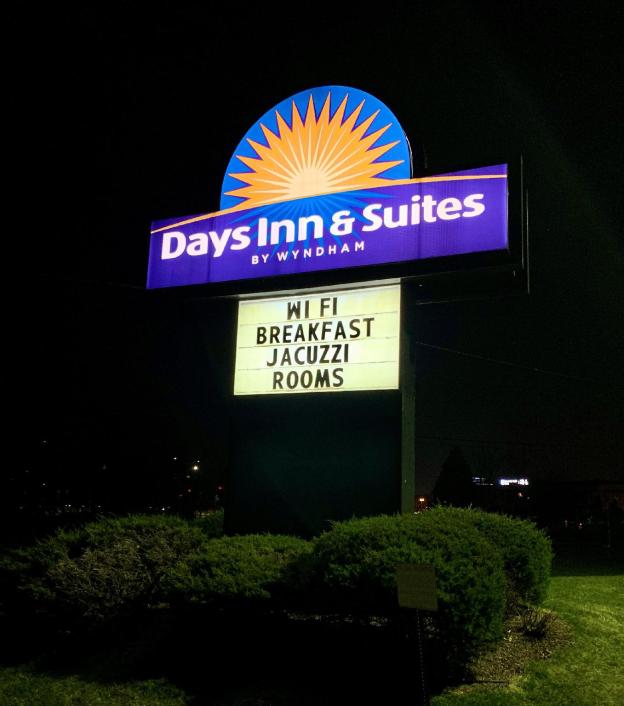 Days Inn & Suites
BY WYNDHAM
WI FI
BREAKFAST
JACUZZI
ROOMS